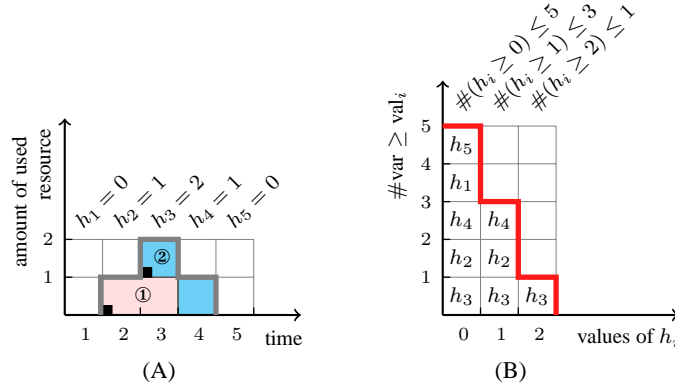 amount of used
resource
h₁ = 0
h₂ = 1
h₃ = 2
h₄ = 1
h₅ = 0
2
1
②
①
1 2 3 4 5
time
(A)
#(hᵢ ≥ 0) ≤ 5
#(hᵢ ≥ 1) ≤ 3
#(hᵢ ≥ 2) ≤ 1
#var ≥ valᵢ
5
4
3
2
1
h₅
h₁
h₄ h₄
h₂ h₂
h₃ h₃ h₃
0 1 2
values of hᵢ
(B)